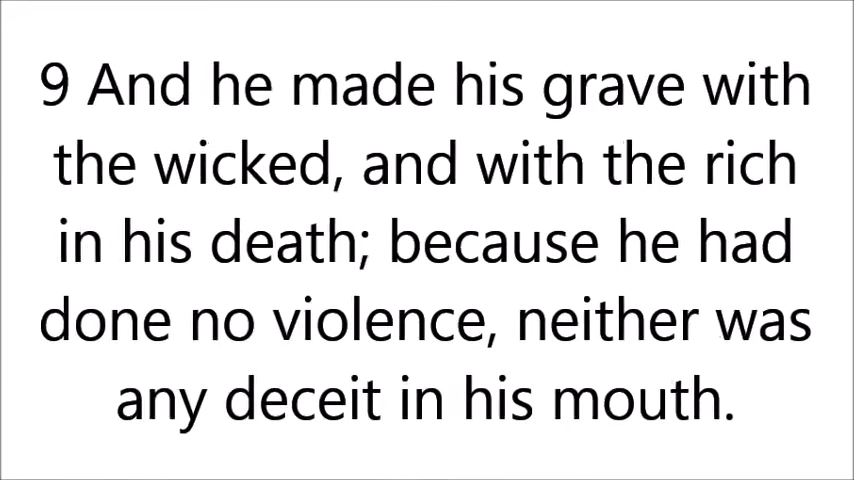 9 And he made his grave with
the wicked, and with the rich
in his death; because he had
done no violence, neither was
any deceit in his mouth.